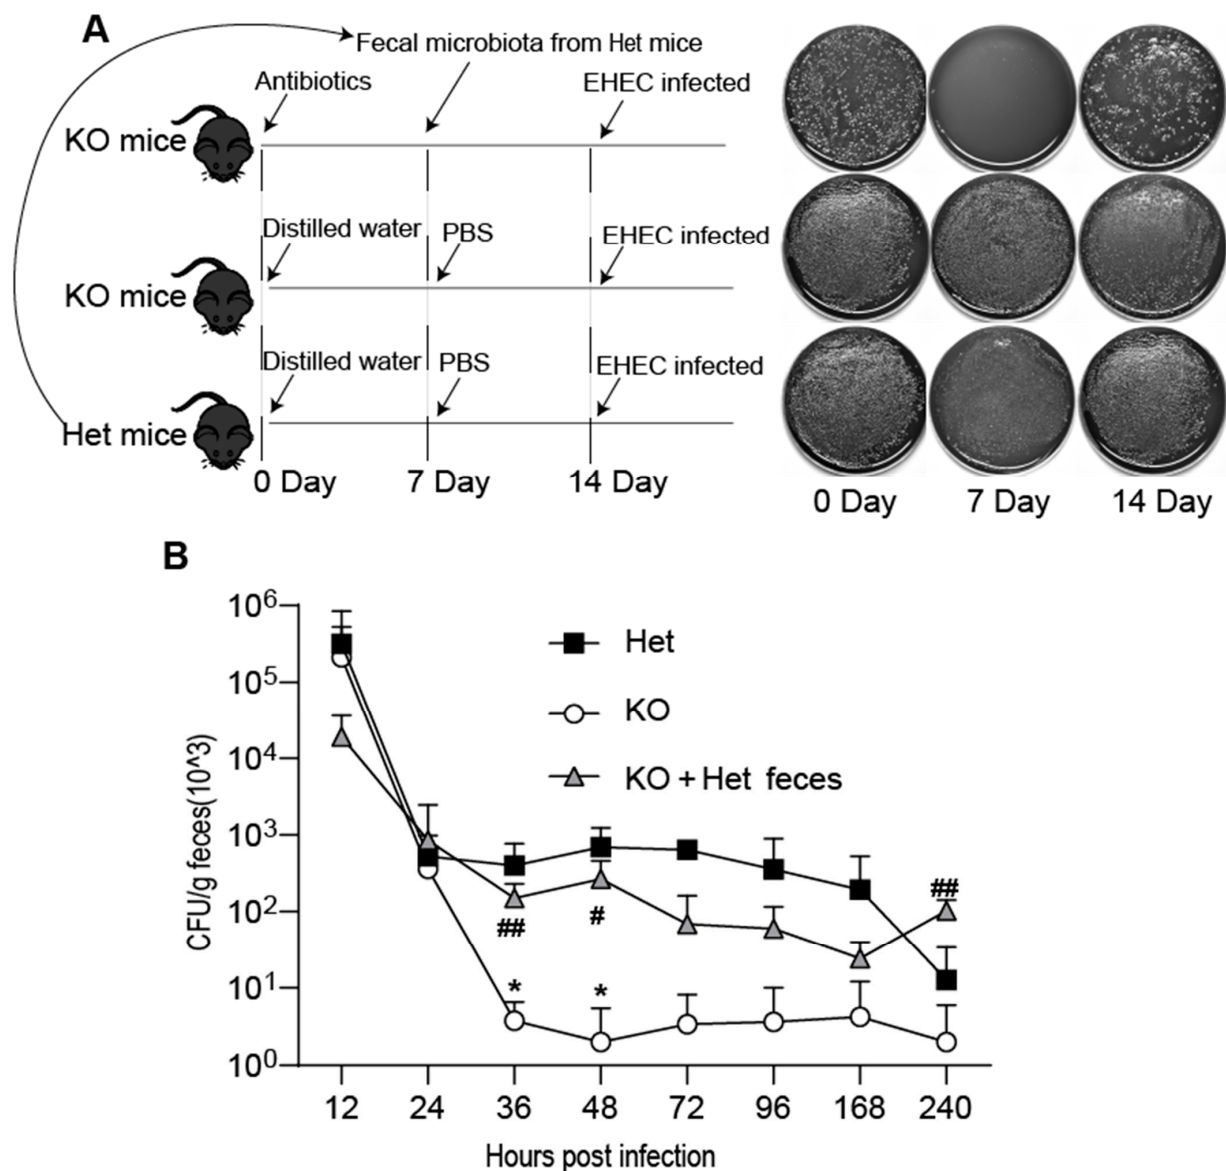 A
Fecal microbiota from Het mice
Antibiotics
EHEC infected
KO mice
Distilled water
PBS
EHEC infected
KO mice
Distilled water
PBS
EHEC infected
Het mice
0 Day
7 Day
14 Day
0 Day
7 Day
14 Day
B
10^6
10^5
10^4
10^3
10^2
10^1
10^0
CFU/g feces(10^3)
Het
KO
KO + Het feces
##
#
*
*
##
12
24
36
48
72
96
168
240
Hours post infection